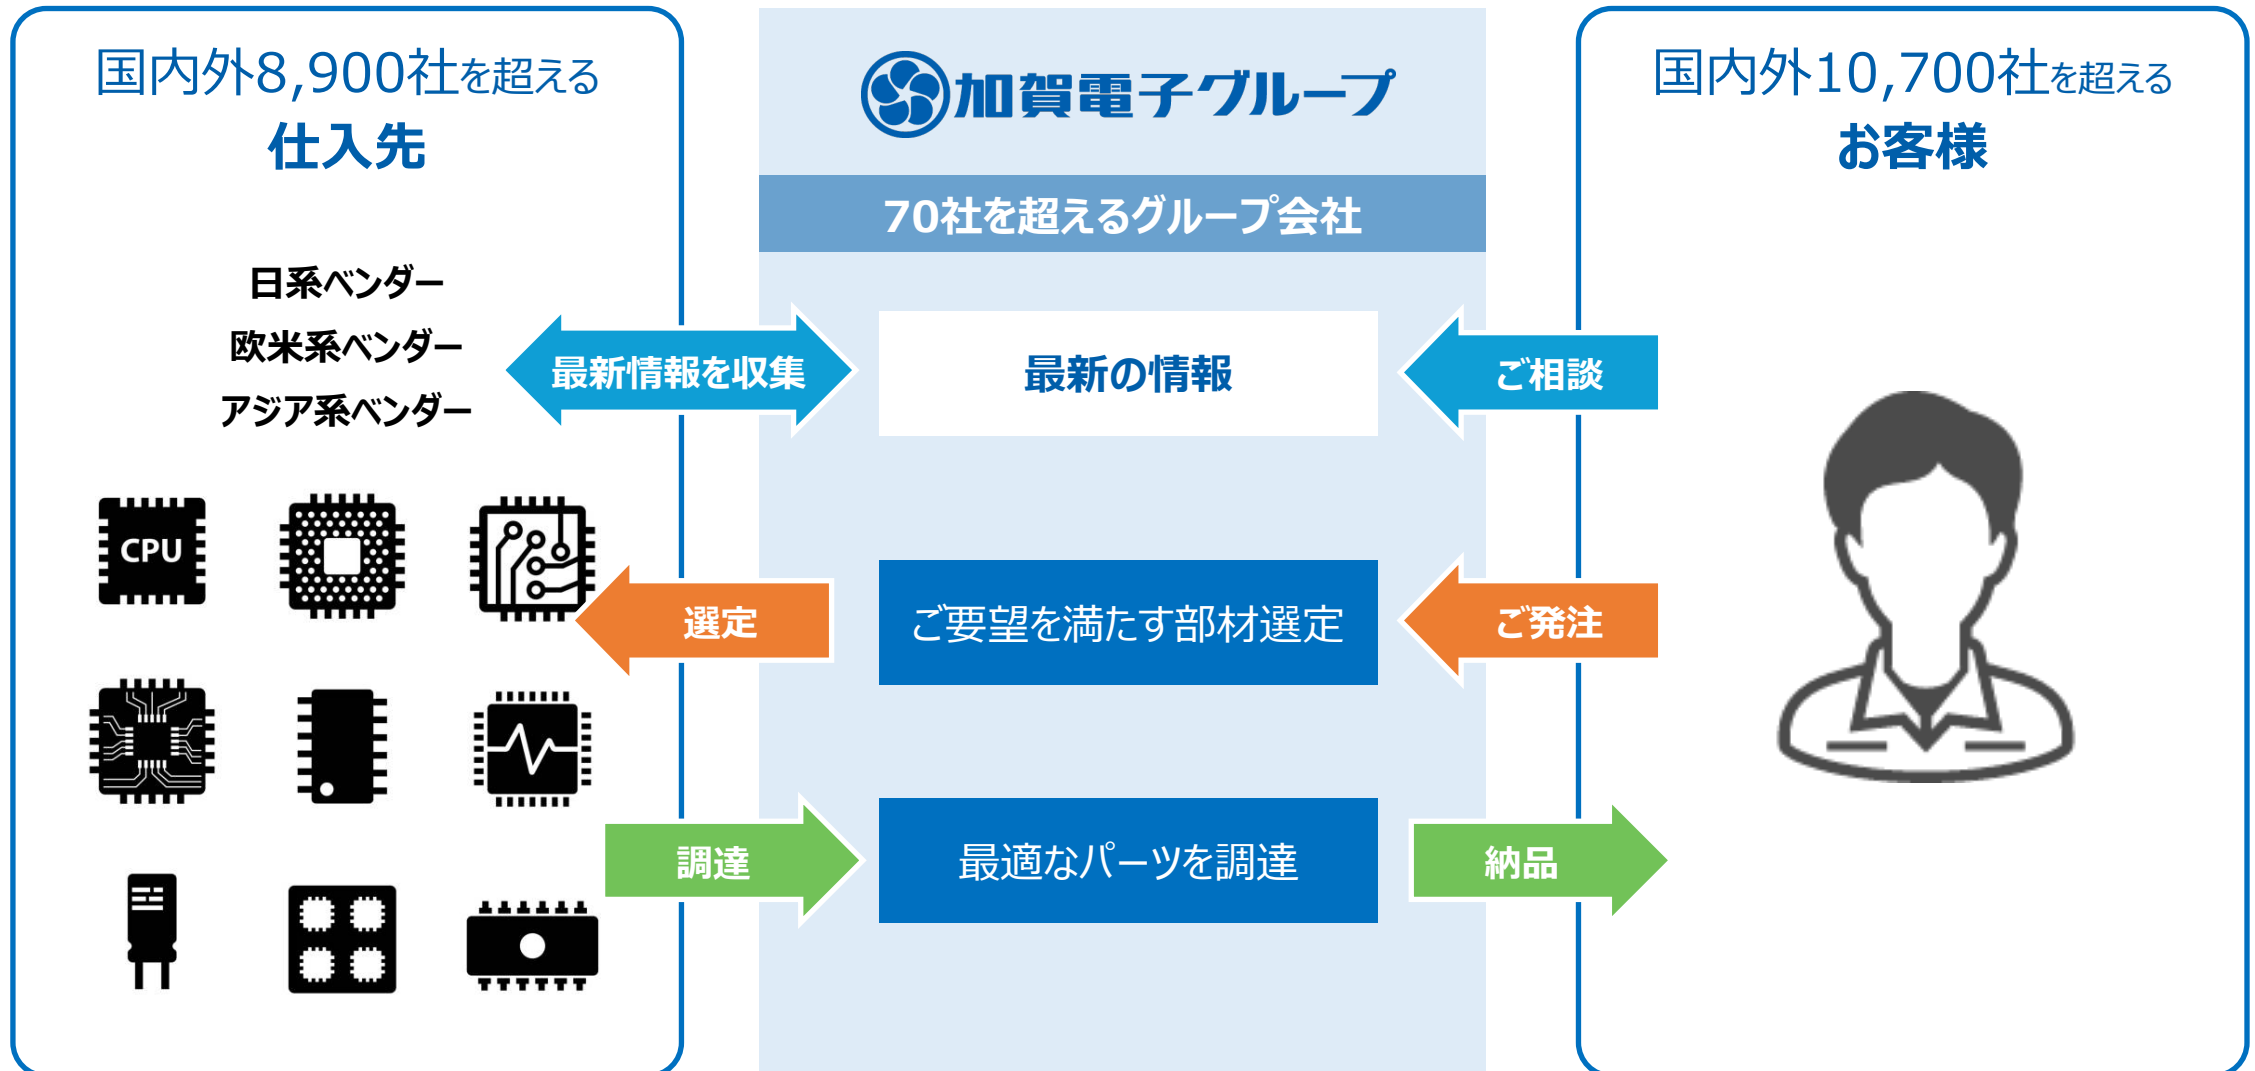 国内外8,900社を超える
仕入先
日系ベンダー
欧米系ベンダー
アジア系ベンダー
CPU
加賀電子グループ
70社を超えるグループ会社
最新情報を収集
最新の情報
ご相談
選定
ご要望を満たす部材選定
ご発注
調達
最適なパーツを調達
納品
国内外10,700社を超える
お客様